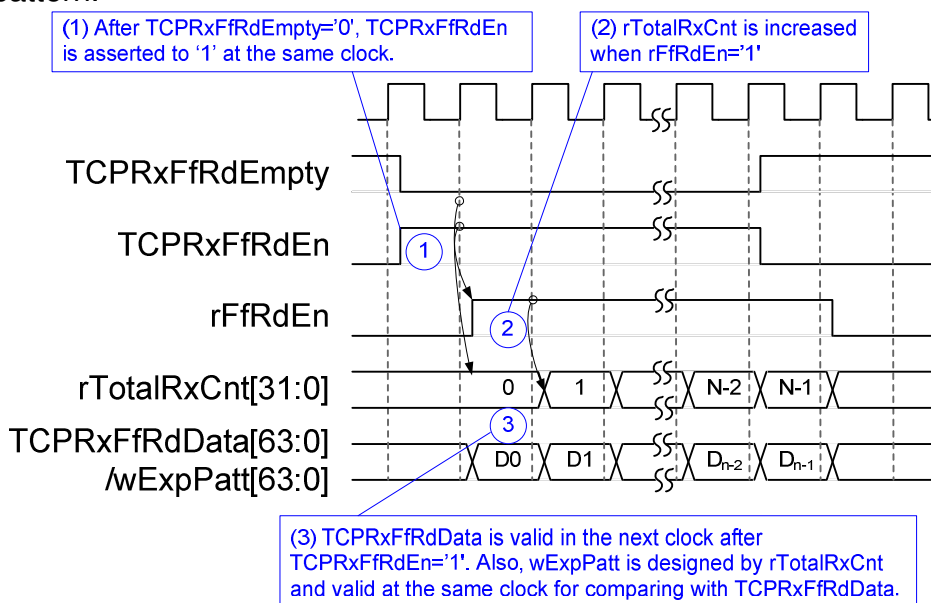 (1) After TCPRxFfRdEmpty='0', TCPRxFfRdEn
is asserted to ‘1’ at the same clock.
(2) rTotalRxCnt is increased
when rFfRdEn='1'
TCPRxFfRdEmpty
TCPRxFfRdEn
1
rFfRdEn
2
rTotalRxCnt[31:0]
0 1 N-2 N-1
3
TCPRxFfRdData[63:0]
/wExpPatt[63:0]
D0 D1 Dn-2 Dn-1
(3) TCPRxFfRdData is valid in the next clock after
TCPRxFfRdEn='1'. Also, wExpPatt is designed by rTotalRxCnt
and valid at the same clock for comparing with TCPRxFfRdData.